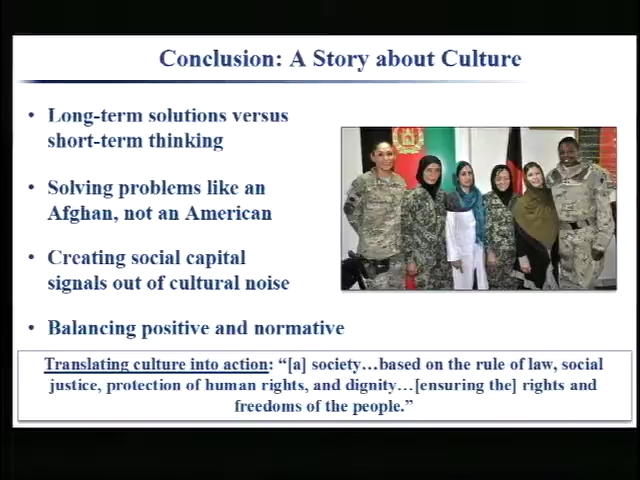 Conclusion: A Story about Culture
• Long-term solutions versus
short-term thinking
• Solving problems like an
Afghan, not an American
• Creating social capital
signals out of cultural noise
• Balancing positive and normative
Translating culture into action: “[a] society…based on the rule of law, social
justice, protection of human rights, and dignity…[ensuring the] rights and
freedoms of the people.”